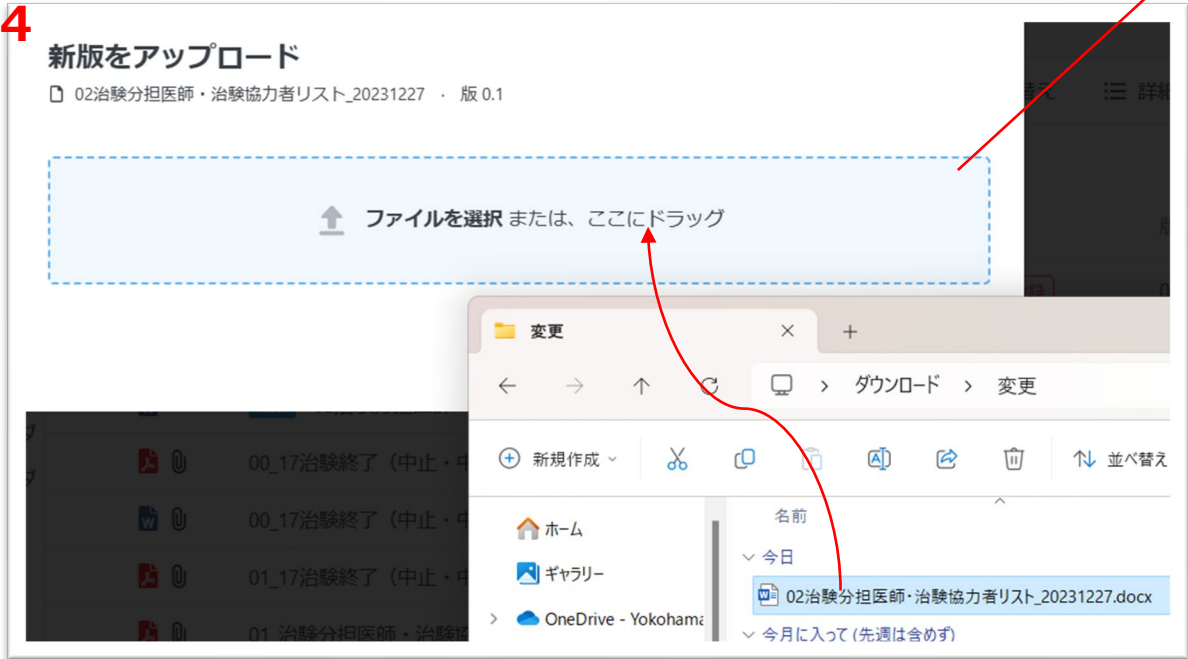 4
新版をアップロード
02治験分担医師・治験協力者リスト_20231227 ・ 版 0.1
替え 詳細
ファイルを選択 または、ここにドラッグ
変更
ダウンロード > 変更
新規作成
並べ替え
00_17治験終了（中止・中
00_17治験終了（中止・中
01_17治験終了（中止・中
01_治験分担医師・治験協
名前
ホーム
今日
ギャラリー
02治験分担医師・治験協力者リスト_20231227.docx
OneDrive - Yokohama
今月に入って (先週は含めず)